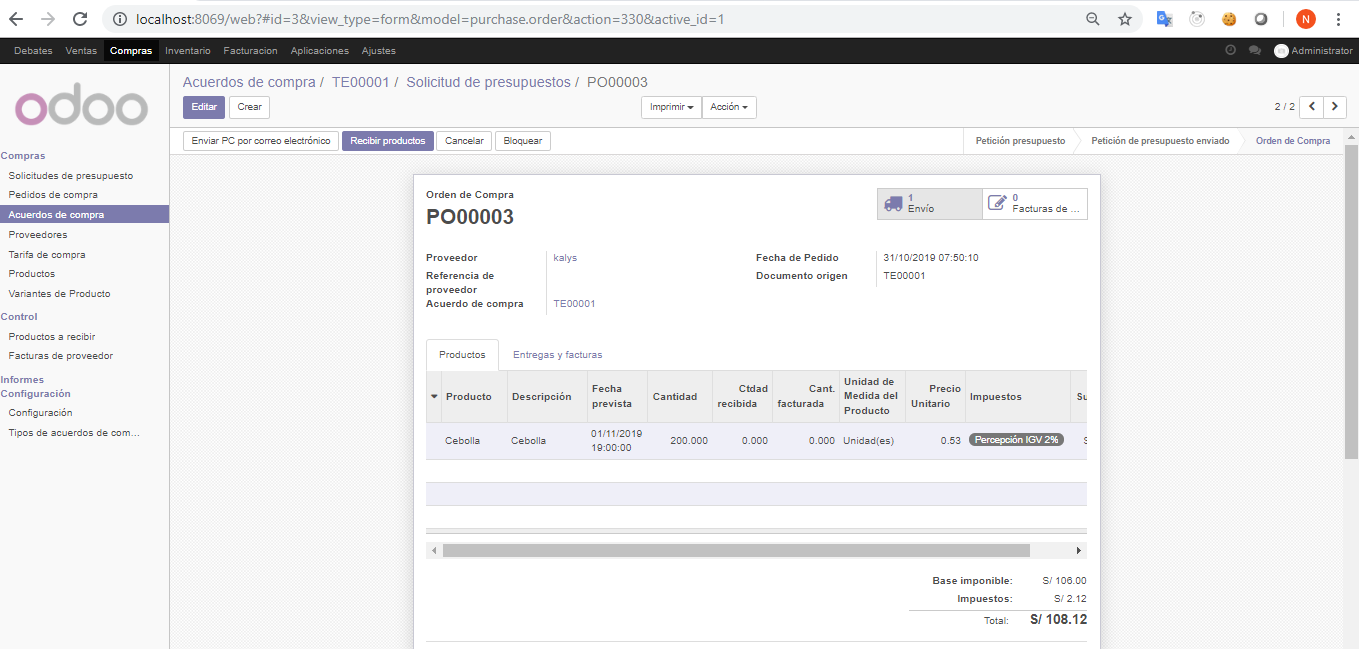 localhost:8069/web?#id=3&view_type=form&model=purchase.order&action=330&active_id=1
N
Debates Ventas Compras Inventario Facturacion Aplicaciones Ajustes Administrator
odoo
Acuerdos de compra / TE00001 / Solicitud de presupuestos / PO00003
Editar Crear Imprimir Acción 2 / 2
Enviar PC por correo electrónico Recibir productos Cancelar Bloquear Petición presupuesto Petición de presupuesto enviado Orden de Compra
Compras
Solicitudes de presupuesto
Pedidos de compra
Acuerdos de compra
Proveedores
Tarifa de compra
Productos
Variantes de Producto
Control
Productos a recibir
Facturas de proveedor
Informes
Configuración
Configuración
Tipos de acuerdos de com...
Orden de Compra
PO00003
1
Envío
0
Facturas de ...
Proveedor kalys
Referencia de
proveedor
Acuerdo de compra TE00001
Fecha de Pedido 31/10/2019 07:50:10
Documento origen TE00001
Productos Entregas y facturas
Producto Descripción Fecha prevista Cantidad Ctdad recibida Cant. facturada Unidad de Medida del Producto Precio Unitario Impuestos Su
Cebolla Cebolla 01/11/2019 19:00:00 200.000 0.000 0.000 Unidad(es) 0.53 Percepción IGV 2% S
Base imponible: S/ 106.00
Impuestos: S/ 2.12
Total: S/ 108.12